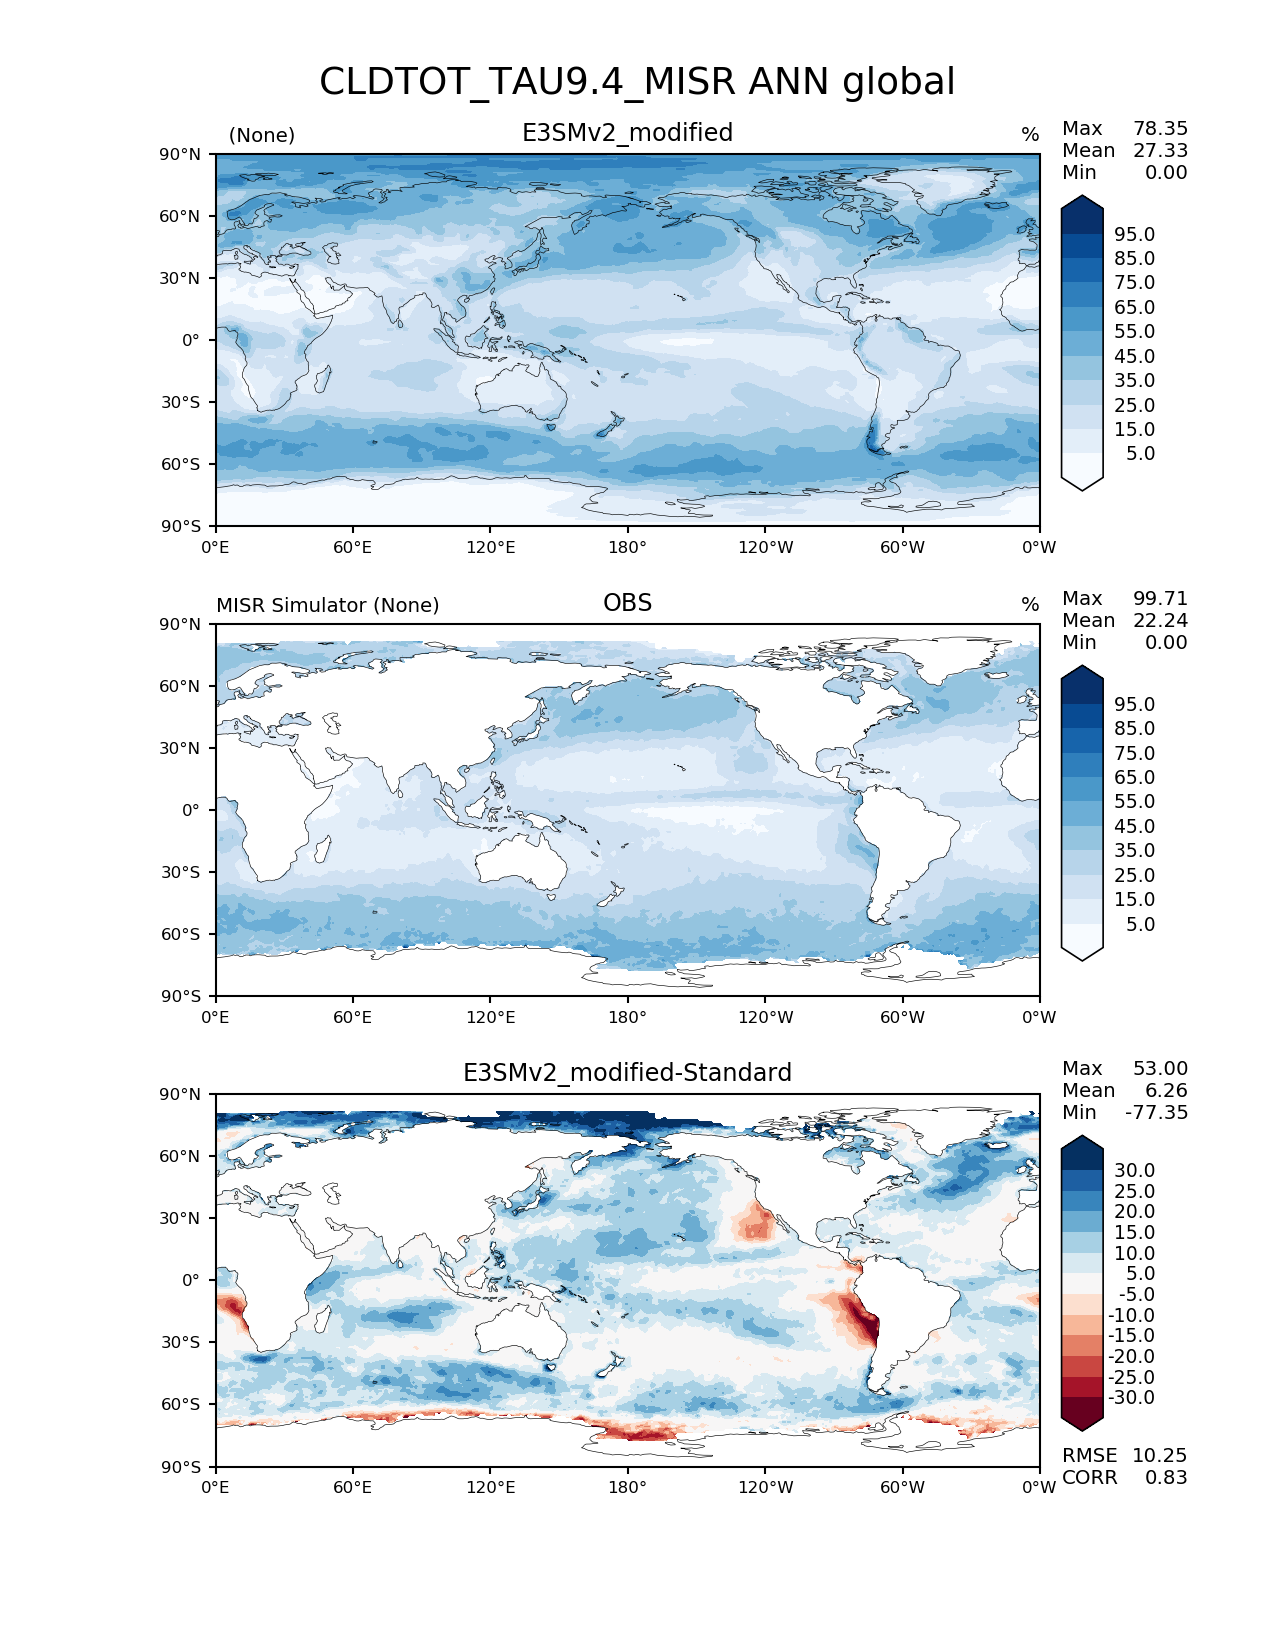 CLDTOT_TAU9.4_MISR ANN global
(None) E3SMv2_modified %
Max 78.35
Mean 27.33
Min 0.00
90°N
60°N
30°N
0°
30°S
60°S
90°S
0°E 60°E 120°E 180° 120°W 60°W 0°W
95.0
85.0
75.0
65.0
55.0
45.0
35.0
25.0
15.0
5.0
MISR Simulator (None) OBS %
Max 99.71
Mean 22.24
Min 0.00
90°N
60°N
30°N
0°
30°S
60°S
90°S
0°E 60°E 120°E 180° 120°W 60°W 0°W
95.0
85.0
75.0
65.0
55.0
45.0
35.0
25.0
15.0
5.0
E3SMv2_modified-Standard
Max 53.00
Mean 6.26
Min -77.35
90°N
60°N
30°N
0°
30°S
60°S
90°S
0°E 60°E 120°E 180° 120°W 60°W 0°W
30.0
25.0
20.0
15.0
10.0
5.0
-5.0
-10.0
-15.0
-20.0
-25.0
-30.0
RMSE 10.25
CORR 0.83